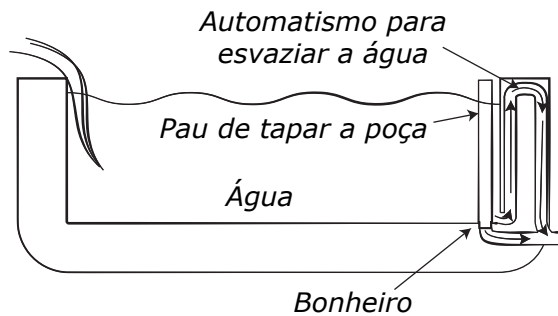 Automatismo para
esvaziar a água
Pau de tapar a poça
Água
Bonheiro